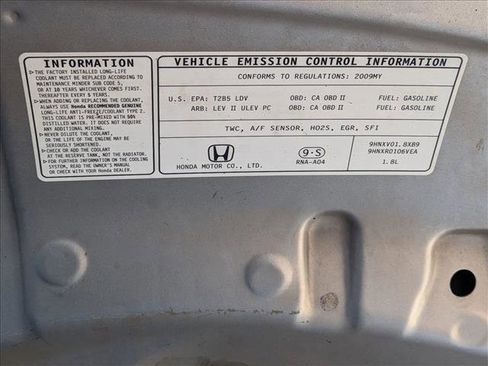 INFORMATION
▷THE FACTORY INSTALLED LONG-LIFE
COOLANT MUST BE REPLACED ACCORDING TO
MAINTENANCE MINDER SUB CODE 5,
OR AT 10 YEARS WHICHEVER COMES FIRST.
THEREAFTER EVERY 5 YEARS.
▷WHEN ADDING OR REPLACING THE COOLANT,
ALWAYS USE Honda RECOMMENDED GENUINE
LONG-LIFE ANTI-FREEZE/COOLANT TYPE 2.
THIS COOLANT IS PRE-MIXED WITH 50%
DISTILLED WATER. IT DOES NOT REQUIRE
ANY ADDITIONAL MIXING.
▷NEVER DILUTE THE COOLANT,
OR THE LIFE OF THE ENGINE MAY BE
SERIOUSLY SHORTENED.
▷CHECK OR ADD THE COOLANT
AT THE RESERVE TANK, NOT THE RADIATOR.
▷FOR MORE INFORMATION ON THE COOLING
SYSTEM, READ THE OWNER'S MANUAL
OR CHECK WITH YOUR Honda DEALER.
VEHICLE EMISSION CONTROL INFORMATION
CONFORMS TO REGULATIONS: 2009MY
U.S. EPA: T2B5 LDV OBD: CA OBD II FUEL: GASOLINE
ARB: LEV II ULEV PC OBD: CA OBD II FUEL: GASOLINE
TWC, A/F SENSOR, HO2S, EGR, SFI
HONDA MOTOR CO., LTD.
9·S
RNA-A04
9HNXV01.8XB9
9HNXR0106VEA
1.8L